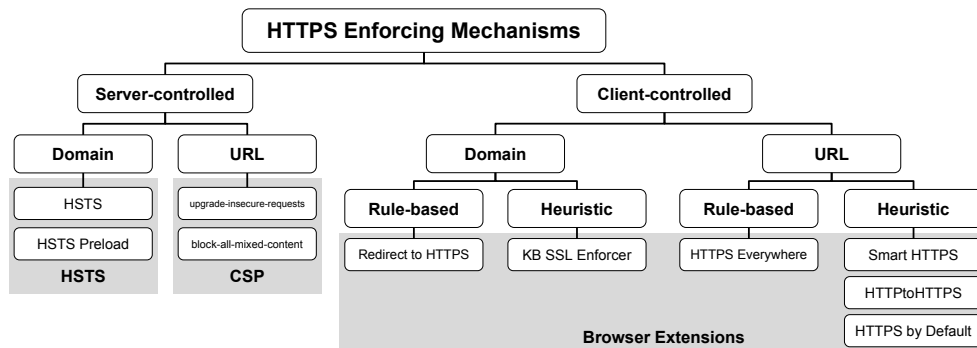 HTTPS Enforcing Mechanisms
Server-controlled
Client-controlled
Domain
URL
Domain
URL
HSTS
upgrade-insecure-requests
Rule-based
Heuristic
Rule-based
Heuristic
HSTS Preload
block-all-mixed-content
Redirect to HTTPS
KB SSL Enforcer
HTTPS Everywhere
Smart HTTPS
HSTS
CSP
HTTPtoHTTPS
Browser Extensions
HTTPS by Default